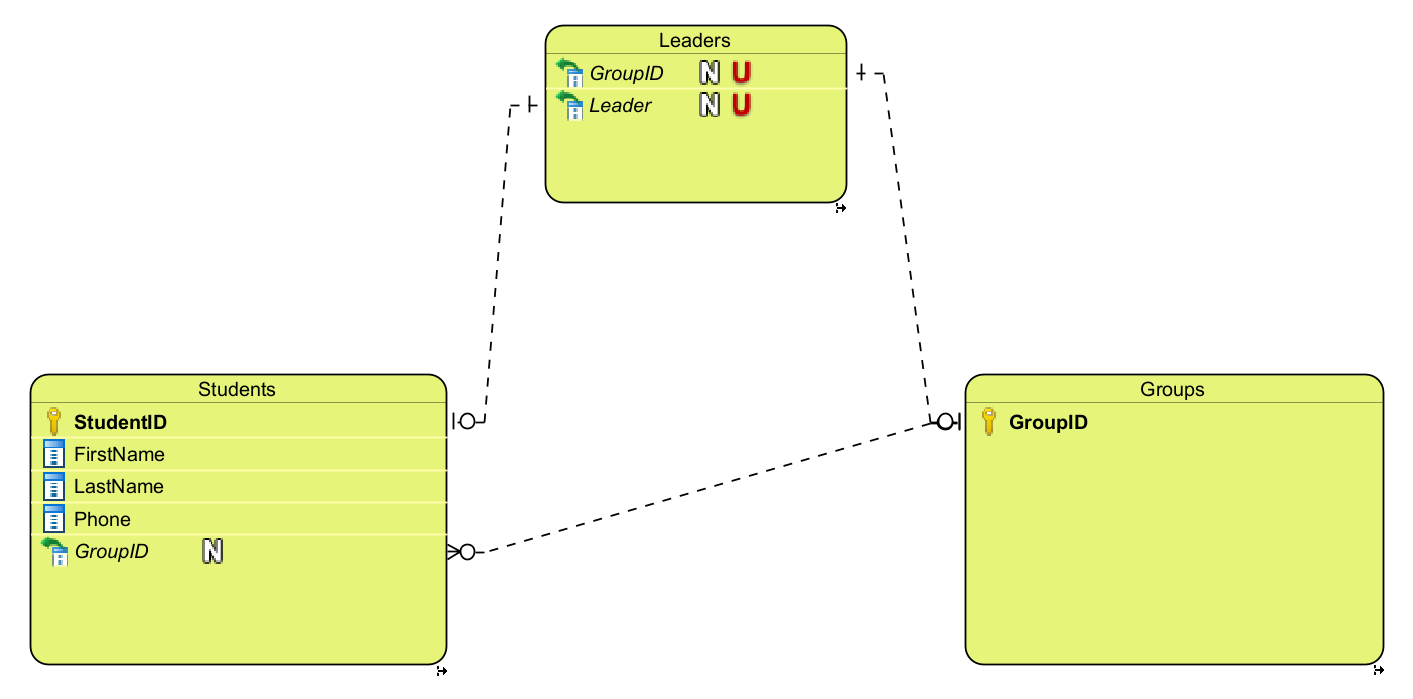 Leaders
GroupID N U
Leader N U
Students
StudentID
FirstName
LastName
Phone
GroupID N
Groups
GroupID